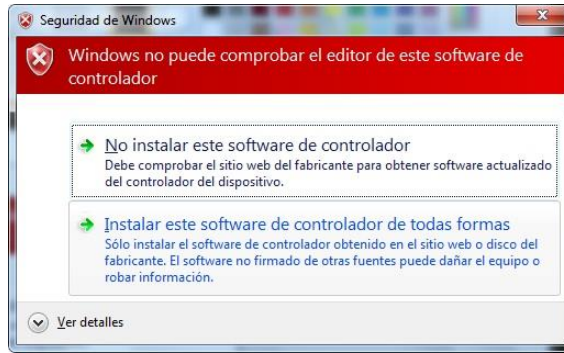 Seguridad de Windows
Windows no puede comprobar el editor de este software de
controlador
No instalar este software de controlador
Debe comprobar el sitio web del fabricante para obtener software actualizado
del controlador del dispositivo.
Instalar este software de controlador de todas formas
Sólo instalar el software de controlador obtenido en el sitio web o disco del
fabricante. El software no firmado de otras fuentes puede dañar el equipo o
robar información.
Ver detalles